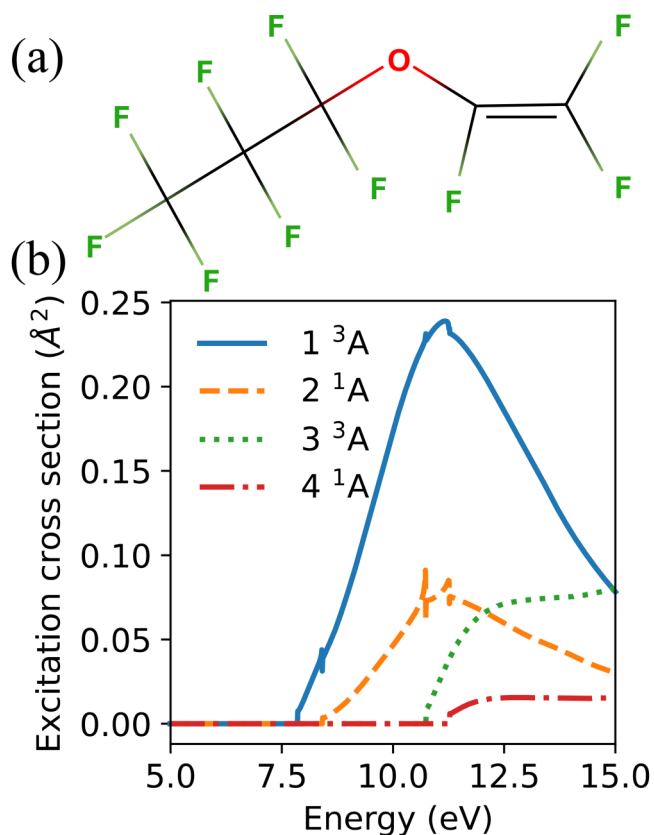 (a)
F
O
F
F
F
F
F
F
F
F
F
F
(b)
Excitation cross section (Å²)
0.25
0.20
0.15
0.10
0.05
0.00
1 ³A
2 ¹A
3 ³A
4 ¹A
5.0 7.5 10.0 12.5 15.0
Energy (eV)